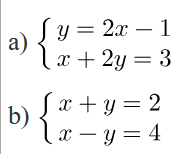 a) { y = 2x − 1
x + 2y = 3
b) { x + y = 2
x − y = 4